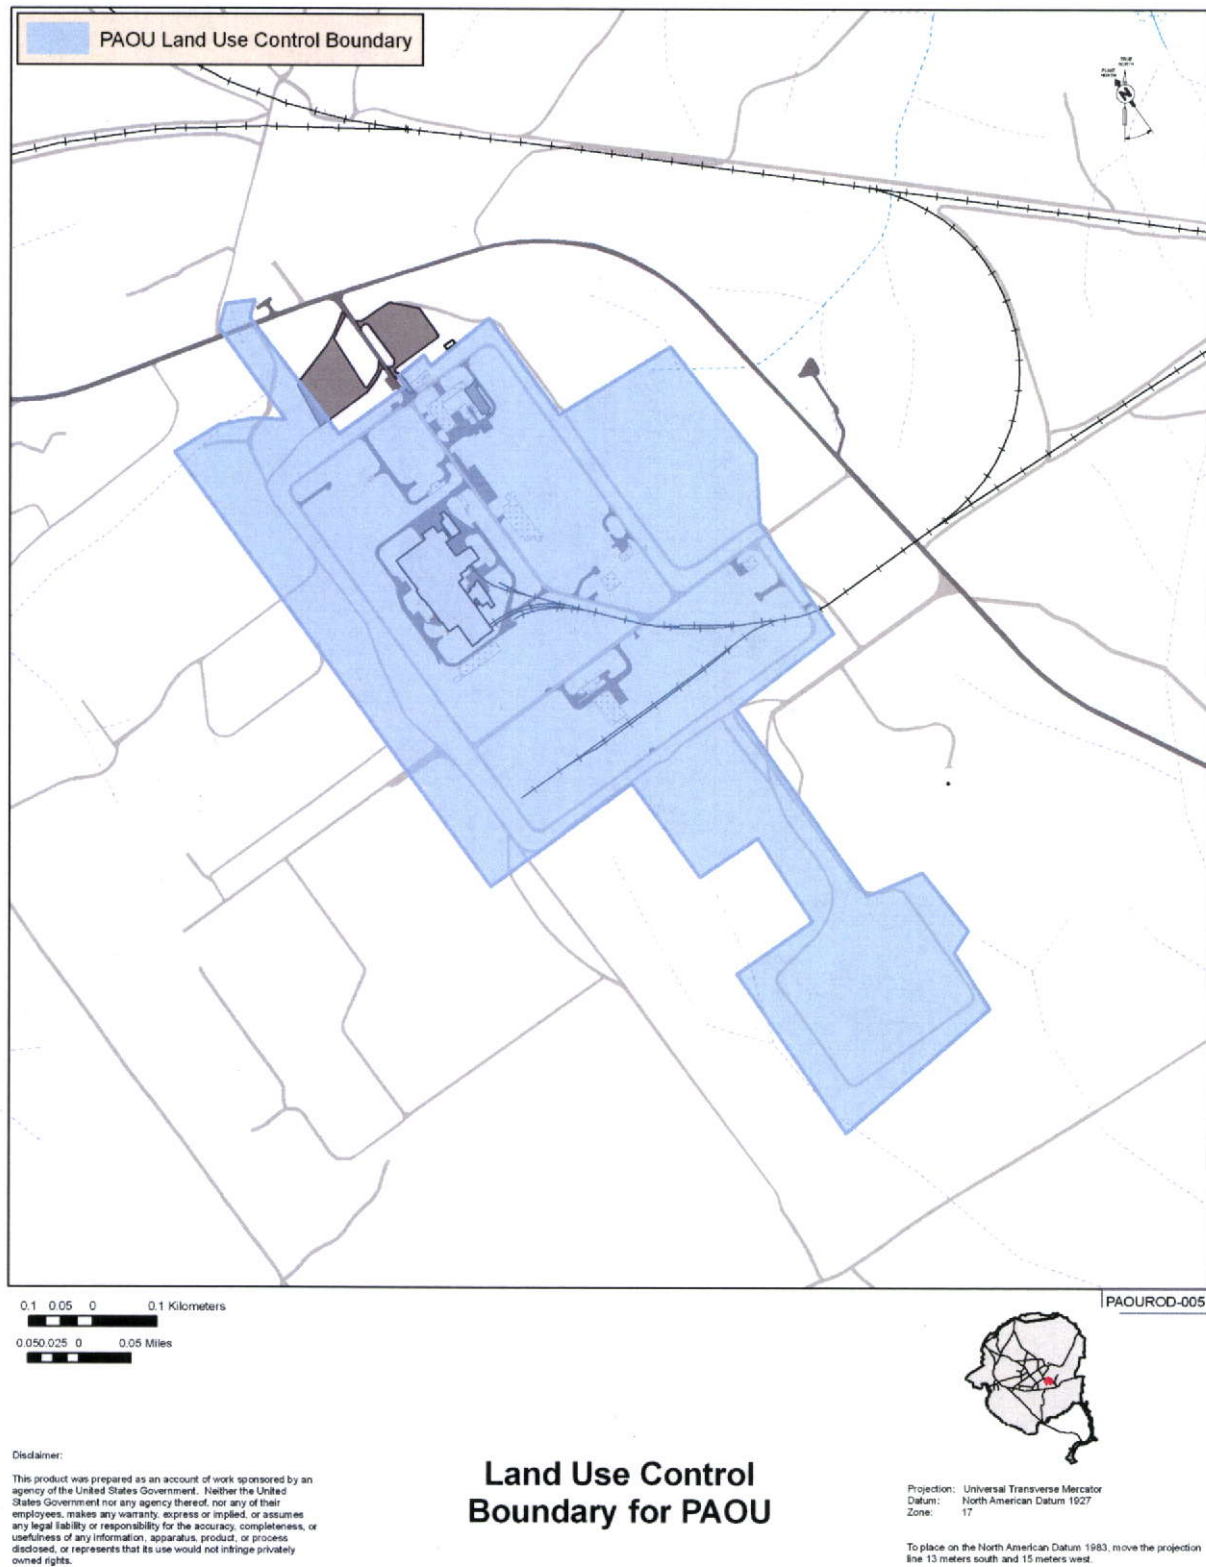 PAOU Land Use Control Boundary
TRUE
NORTH
PLANT
NORTH
N
0.1 0.05 0 0.1 Kilometers
0.050.025 0 0.05 Miles
PAOUROD-005
Disclaimer:
This product was prepared as an account of work sponsored by an
agency of the United States Government. Neither the United
States Government nor any agency thereof, nor any of their
employees, makes any warranty, express or implied, or assumes
any legal liability or responsibility for the accuracy, completeness, or
usefulness of any information, apparatus, product, or process
disclosed, or represents that its use would not infringe privately
owned rights.
Land Use Control
Boundary for PAOU
Projection: Universal Transverse Mercator
Datum: North American Datum 1927
Zone: 17
To place on the North American Datum 1983, move the projection
line 13 meters south and 15 meters west.